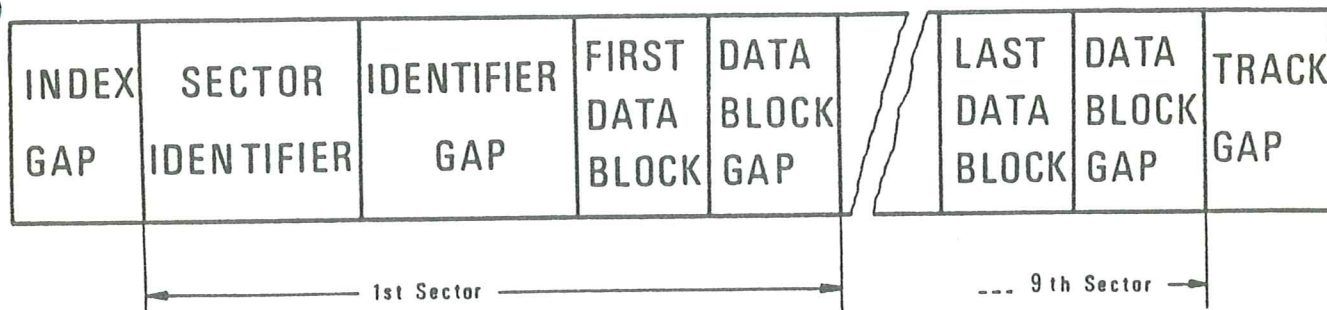 INDEX
GAP
SECTOR
IDENTIFIER
IDENTIFIER
GAP
FIRST
DATA
BLOCK
DATA
BLOCK
GAP
LAST
DATA
BLOCK
DATA
BLOCK
GAP
TRACK
GAP
1st Sector
--- 9th Sector